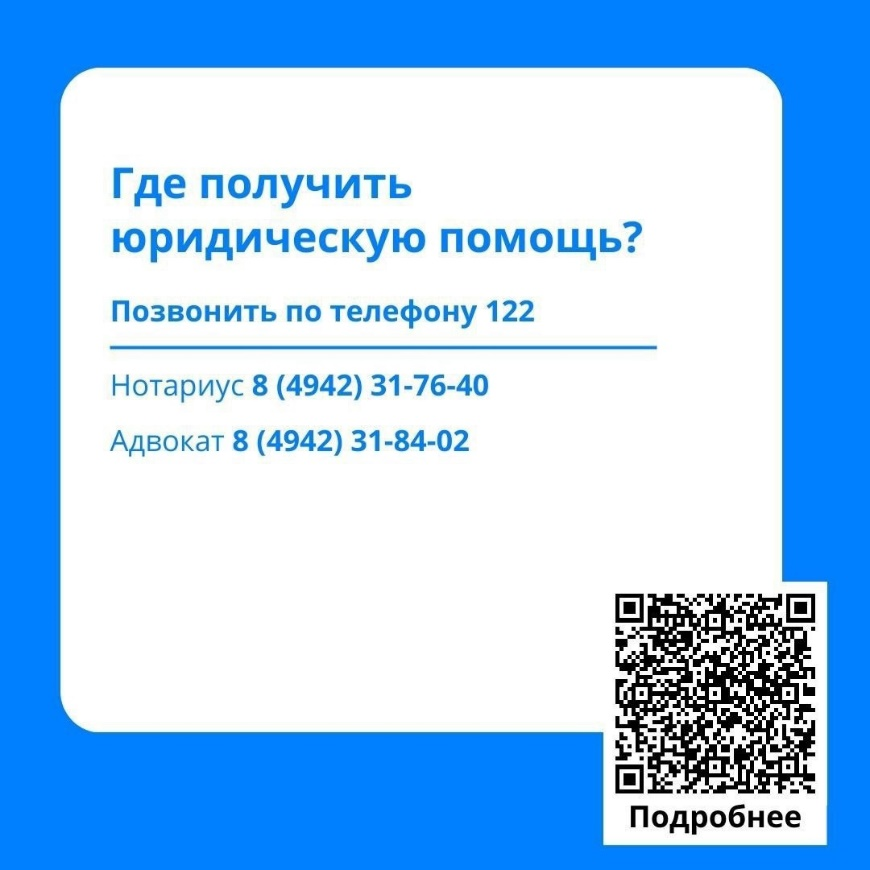 Где получить
юридическую помощь?
Позвонить по телефону 122
Нотариус 8 (4942) 31-76-40
Адвокат 8 (4942) 31-84-02
Подробнее